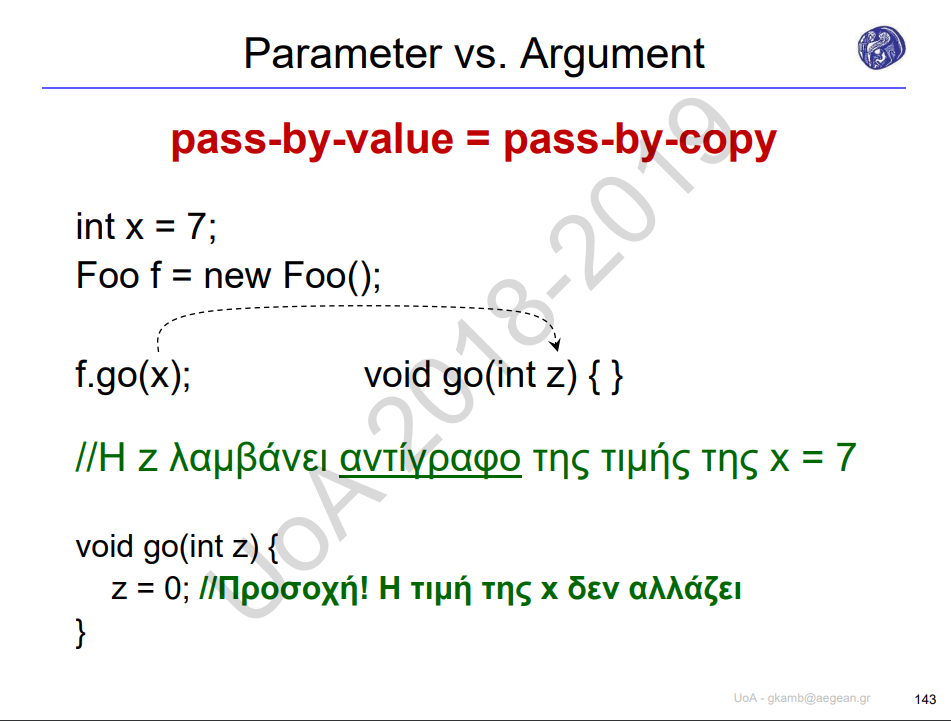 Parameter vs. Argument
pass-by-value = pass-by-copy
int x = 7;
Foo f = new Foo();
f.go(x); void go(int z) { }
//Η z λαμβάνει αντίγραφο της τιμής της x = 7
void go(int z) {
z = 0; //Προσοχή! Η τιμή της x δεν αλλάζει
}
UoA 2018-2019
UoA - gkamb@aegean.gr 143